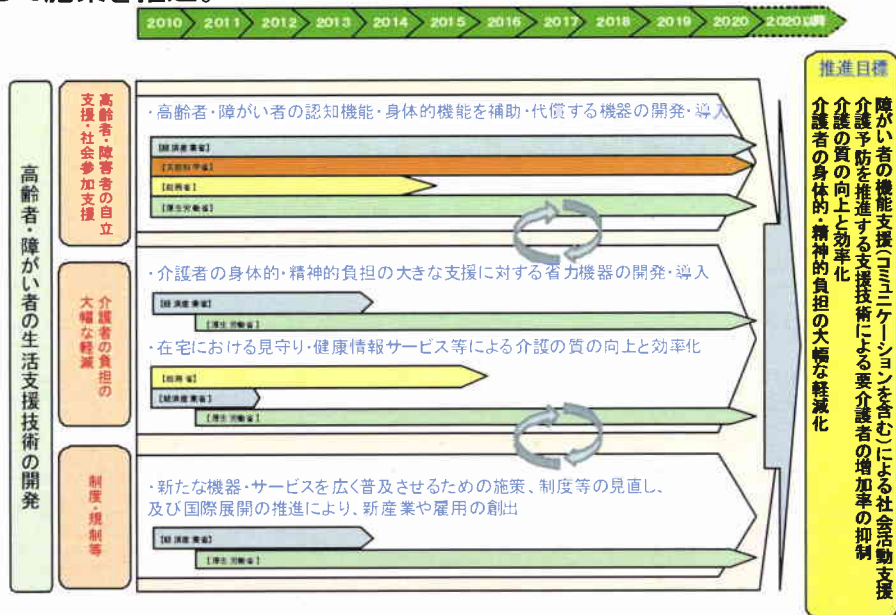 の施策を推進。
2010 2011 2012 2013 2014 2015 2016 2017 2018 2019 2020 2020以降
高齢者・障がい者の生活支援技術の開発
高齢者・障害者の自立
支援・社会参加支援
・高齢者・障がい者の認知機能・身体的機能を補助・代償する機器の開発・導入
【経済産業省】
【文部科学省】
【総務省】
【厚生労働省】
介護者の負担の
大幅な軽減
・介護者の身体的・精神的負担の大きな支援に対する省力機器の開発・導入
【経済産業省】
【厚生労働省】
・在宅における見守り・健康情報サービス等による介護の質の向上と効率化
【総務省】
【経済産業省】
【厚生労働省】
制度・規制等
・新たな機器・サービスを広く普及させるための施策、制度等の見直し、
及び国際展開の推進により、新産業や雇用の創出
【経済産業省】
【厚生労働省】
推進目標
障がい者の機能支援(コミュニケーションを含む)による社会活動支援
介護予防を推進する支援技術による要介護者の増加率の抑制
介護の質の向上と効率化
介護者の身体的・精神的負担の大幅な軽減化